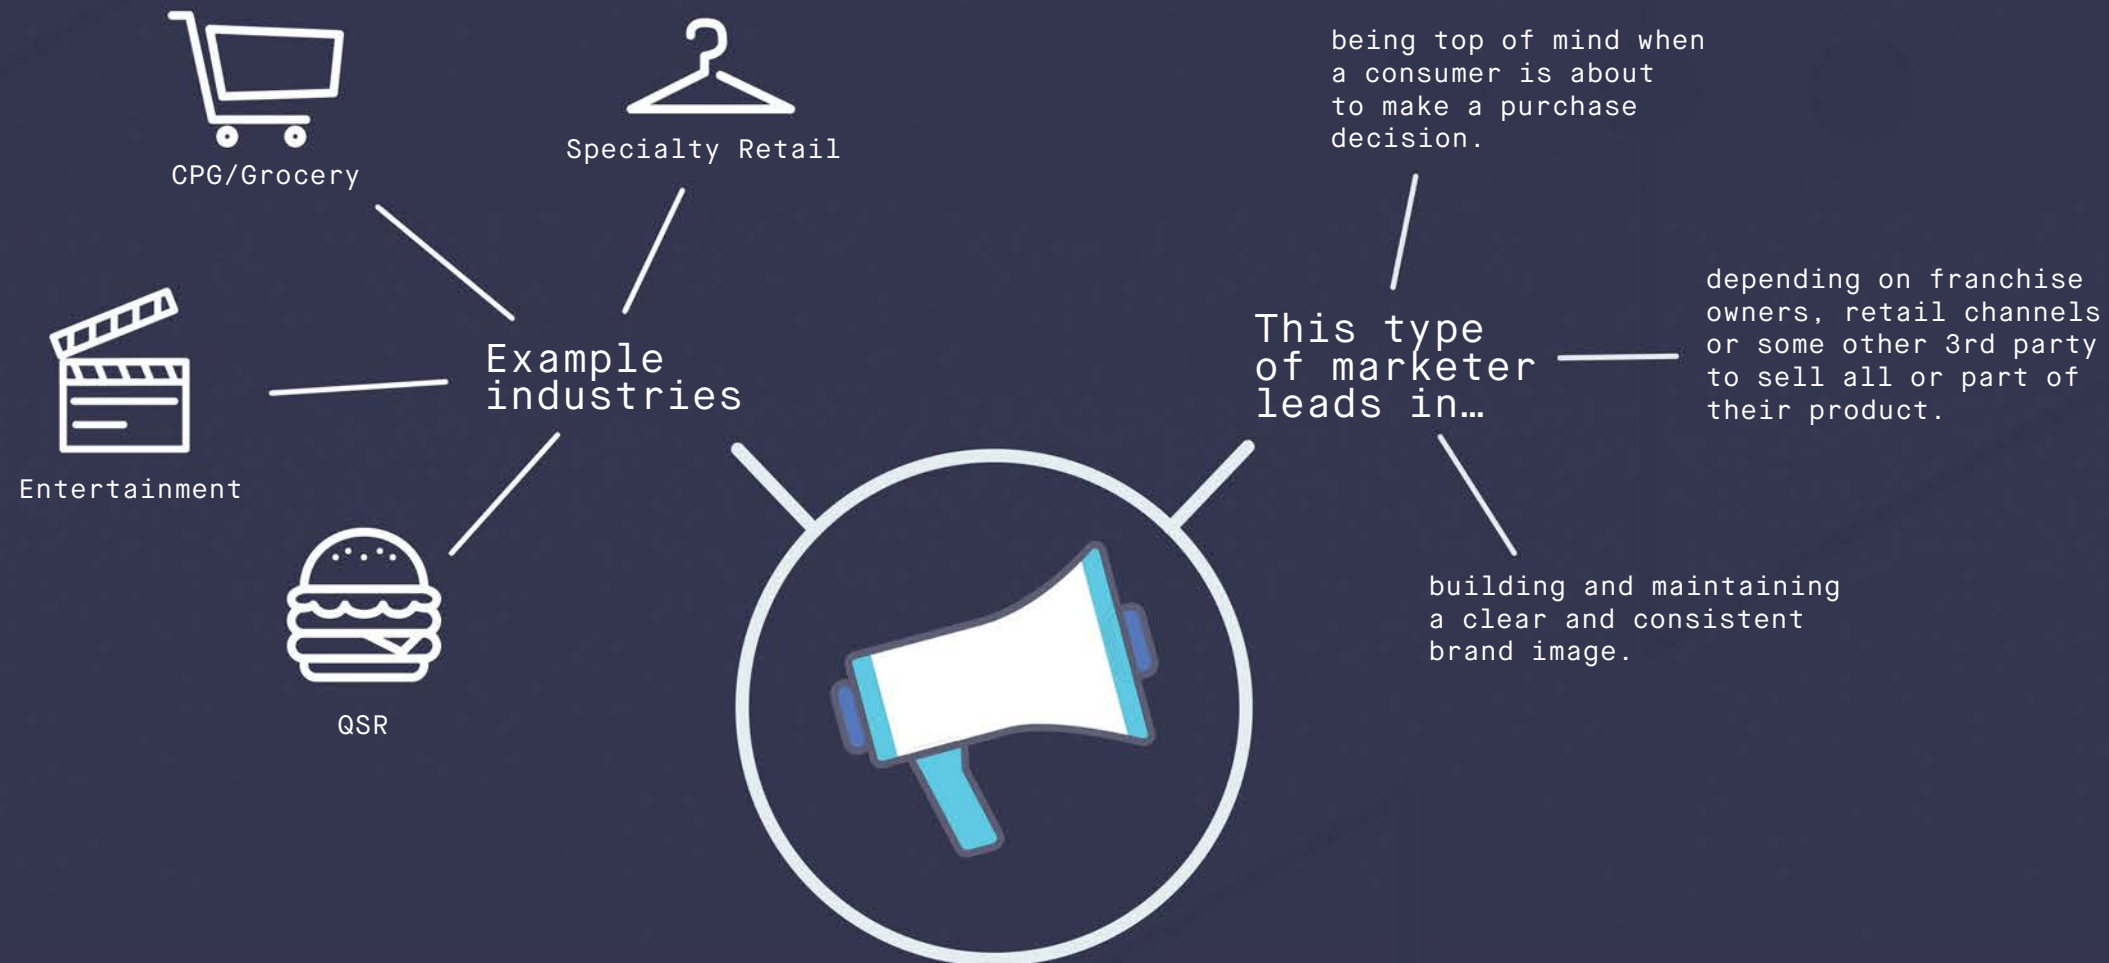 CPG/Grocery
Specialty Retail
Entertainment
QSR
Example
industries
This type
of marketer
leads in…
being top of mind when
a consumer is about
to make a purchase
decision.
depending on franchise
owners, retail channels
or some other 3rd party
to sell all or part of
their product.
building and maintaining
a clear and consistent
brand image.